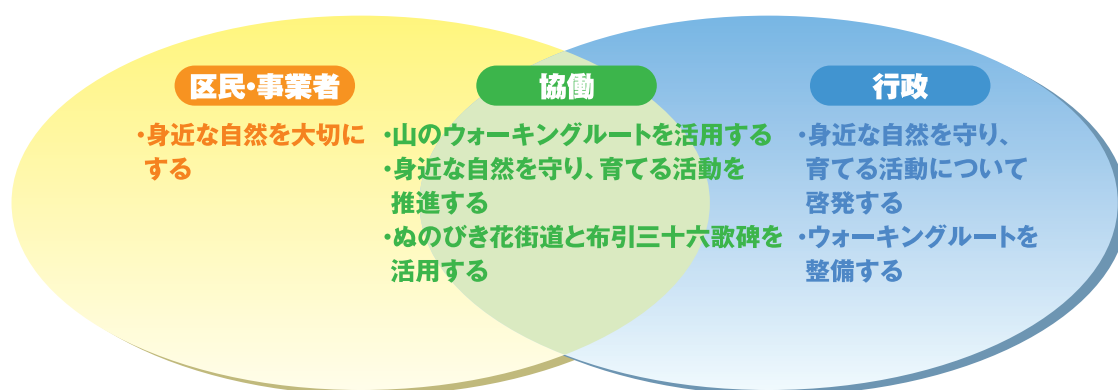 区民・事業者
・身近な自然を大切に
する
協働
・山のウォーキングルートを活用する
・身近な自然を守り、育てる活動を
推進する
・ぬのびき花街道と布引三十六歌碑を
活用する
行政
・身近な自然を守り、
育てる活動について
啓発する
・ウォーキングルートを
整備する